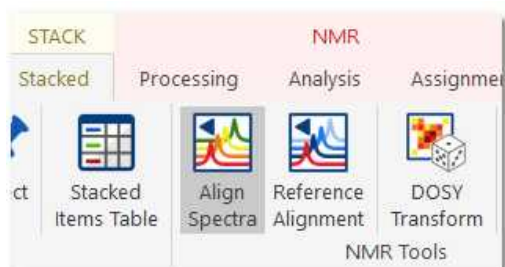 STACK NMR
Stacked Processing Analysis
Stacked Align Reference DOSY
Items Table Spectra Alignment Transform
NMR Tools